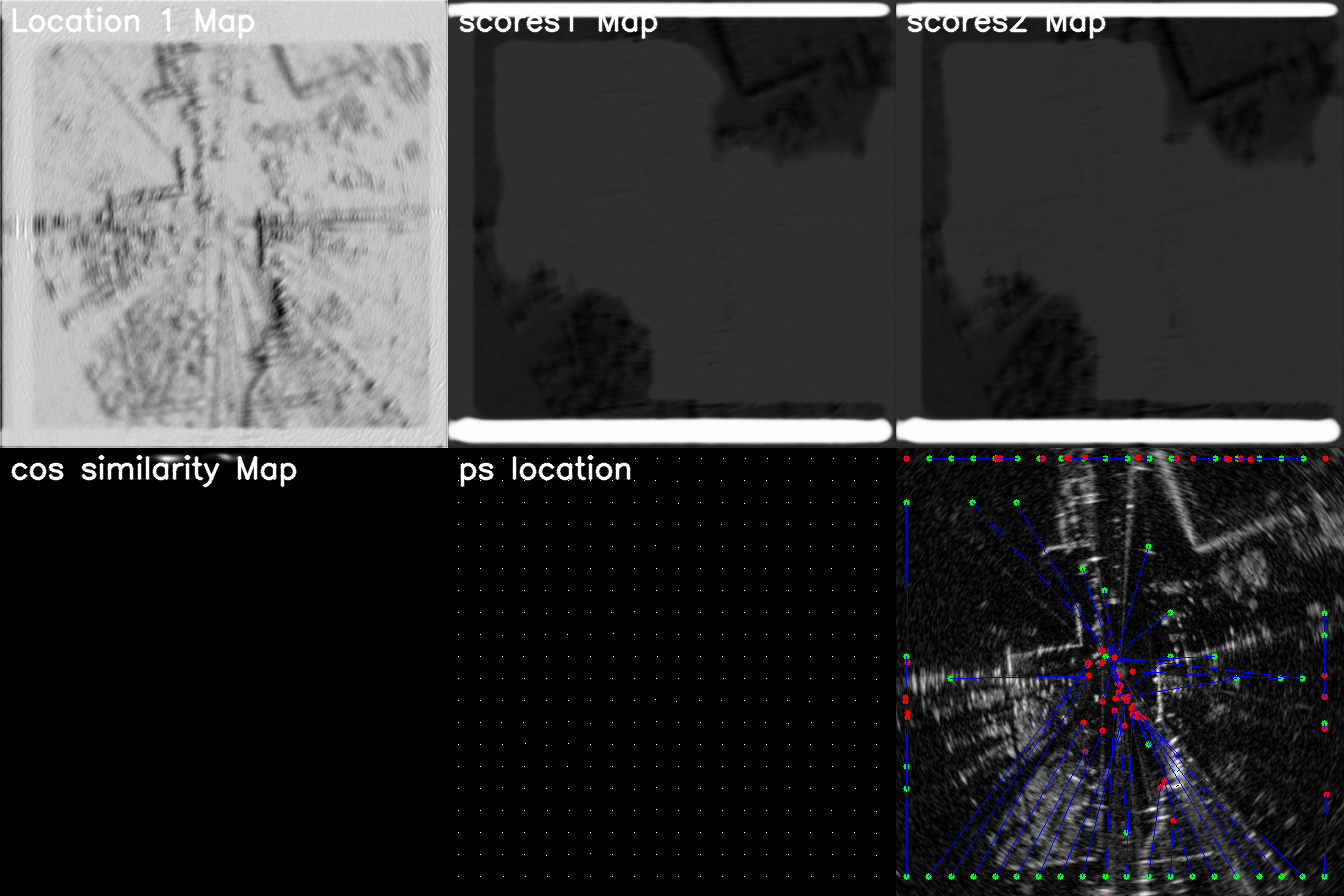 Location 1 Map
scores1 Map
scores2 Map
cos similarity Map
ps location